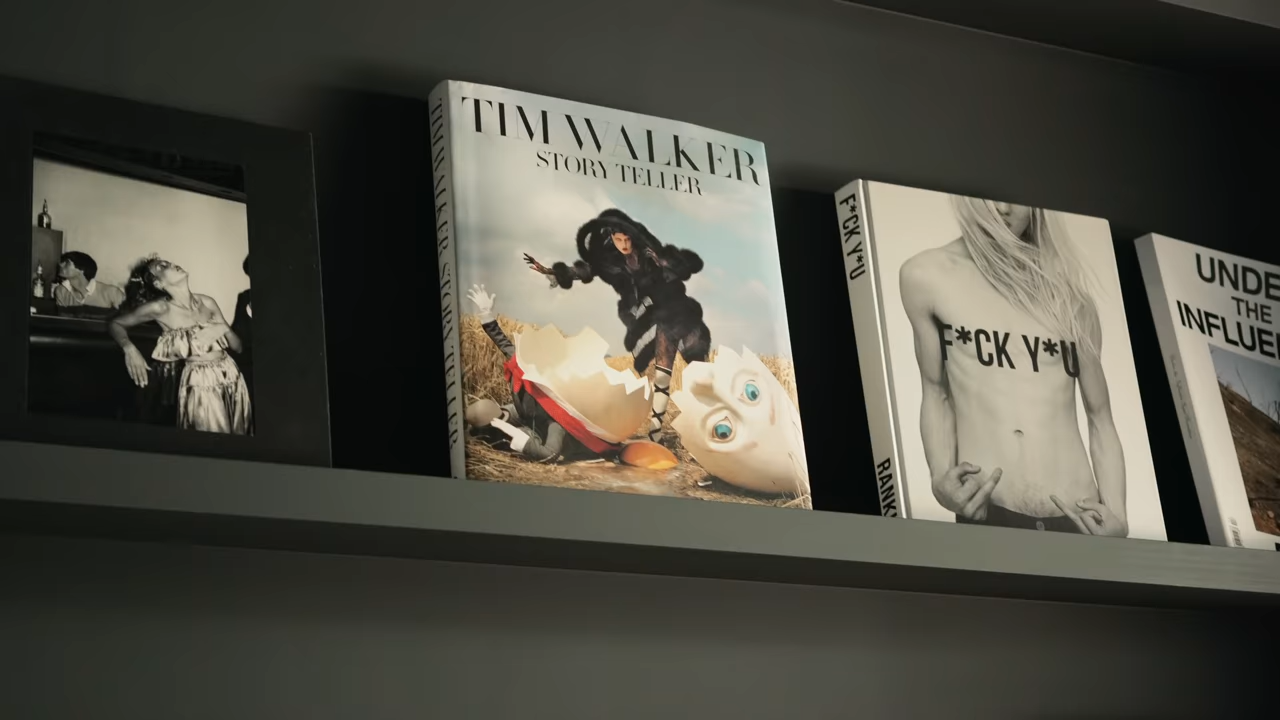 TIM WALKER
STORY TELLER
TIM WALKER STORY TELLER
F*CK Y*U
F*CK Y*U
RANK
UNDE
THE
INFLUE